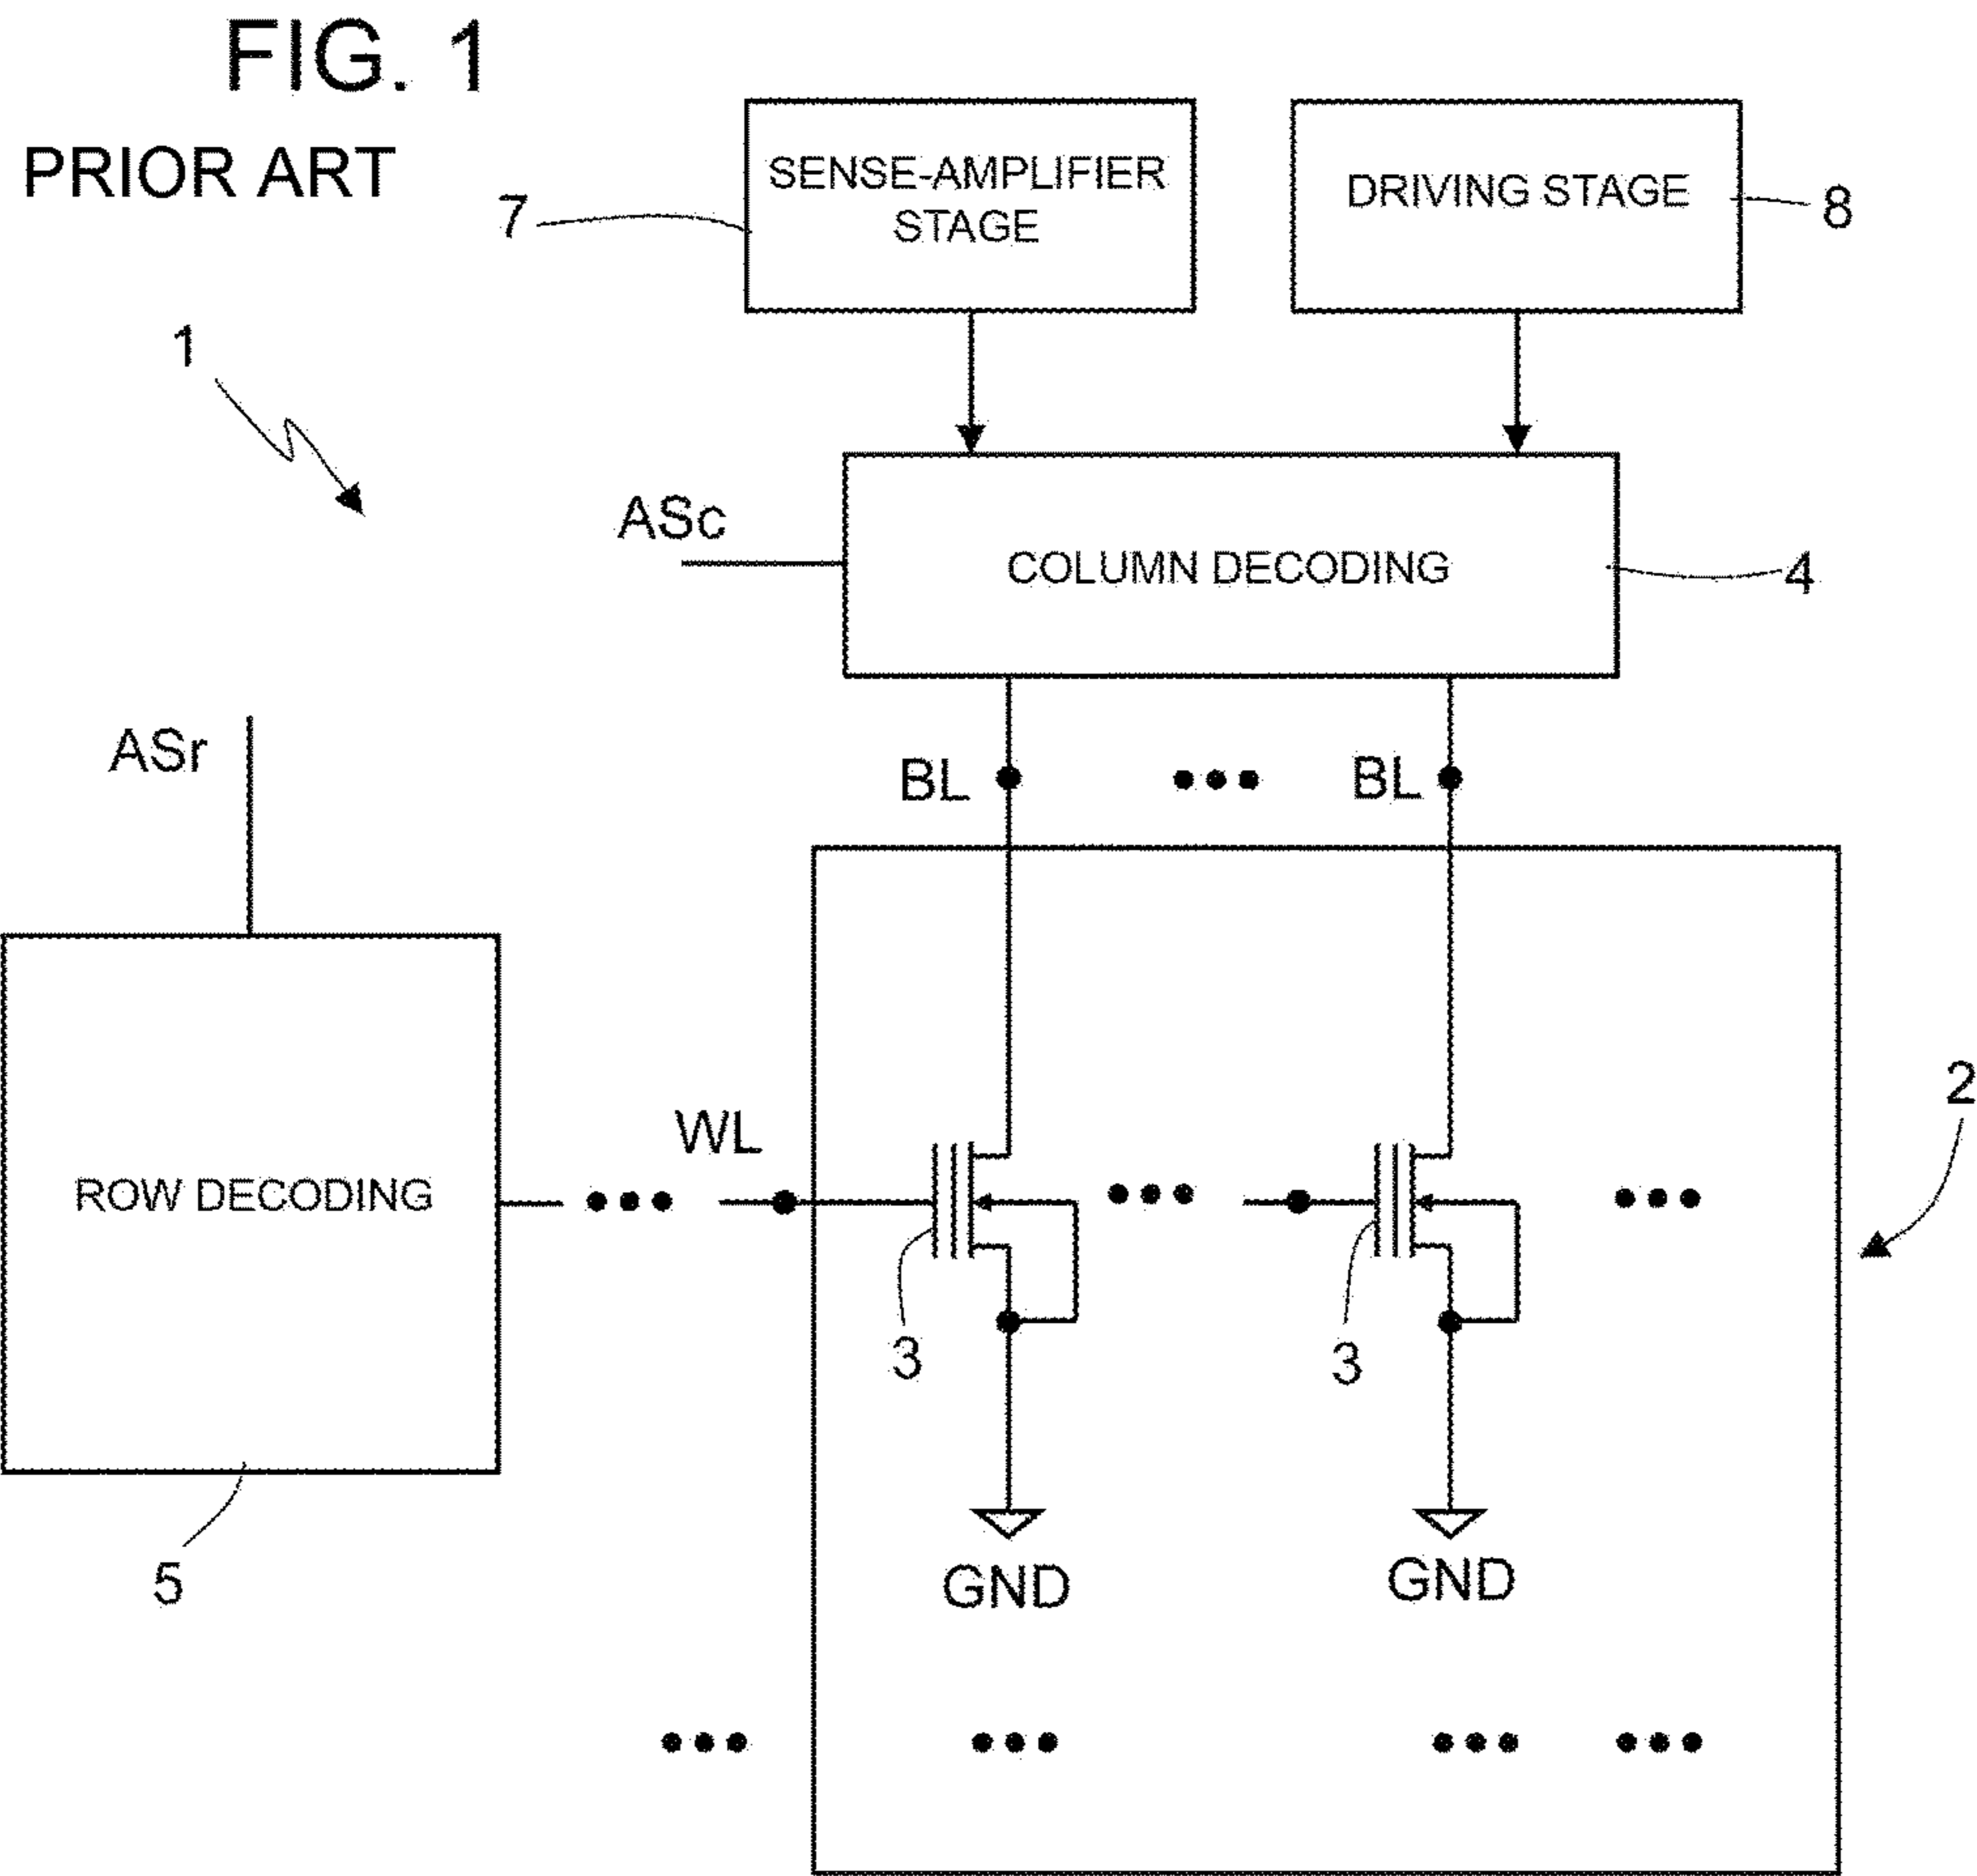 FIG. 1
PRIOR ART
SENSE-AMPLIFIER
STAGE
7
DRIVING STAGE
8
1
ASc
COLUMN DECODING
4
ASr
BL
BL
WL
2
ROW DECODING
3
3
5
GND
GND